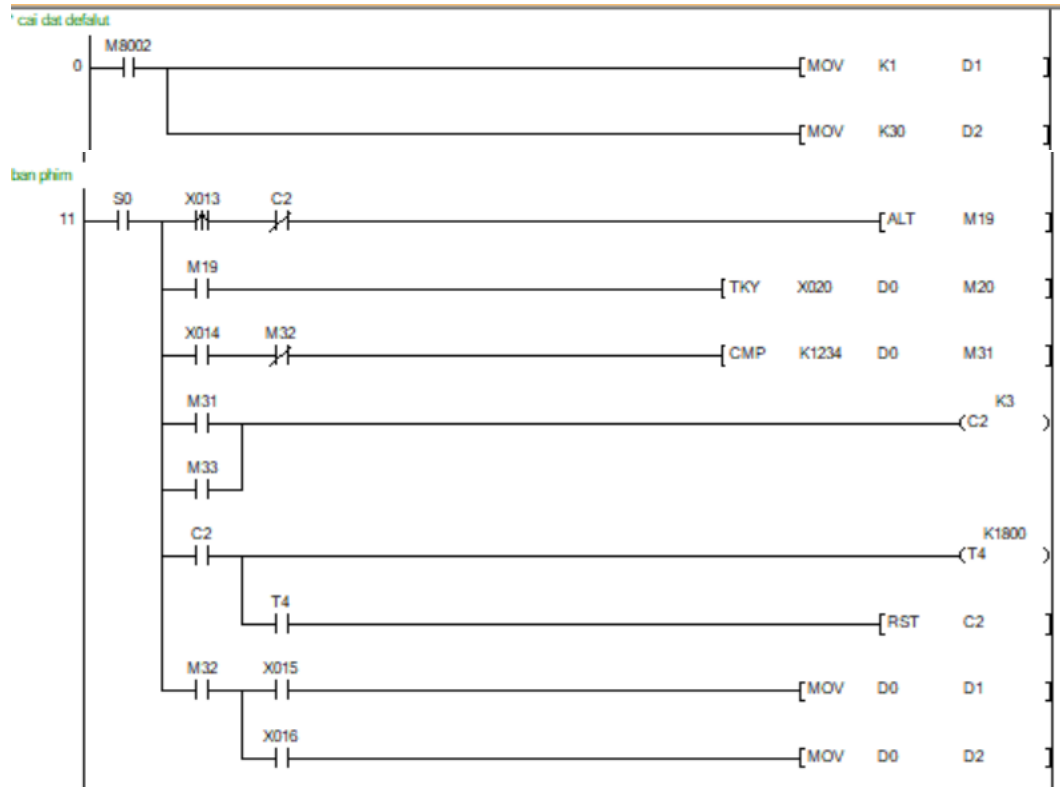 ' cai dat defalut
M8002
0 [MOV K1 D1 ]
[MOV K30 D2 ]
ban phim
S0 X013 C2
11 [ALT M19 ]
M19
[TKY X020 D0 M20 ]
X014 M32
[CMP K1234 D0 M31 ]
M31 K3
(C2 )
M33
C2 K1800
(T4 )
T4
[RST C2 ]
M32 X015
[MOV D0 D1 ]
X016
[MOV D0 D2 ]